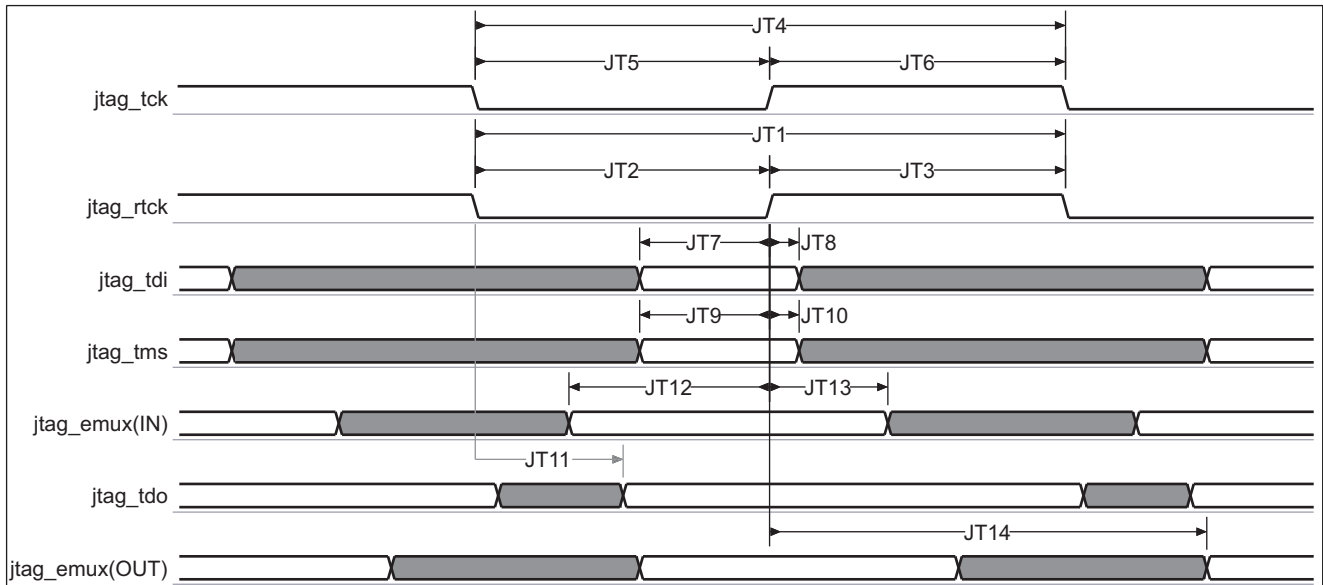 JT4
JT5 JT6
jtag_tck
JT1
JT2 JT3
jtag_rtck
JT7 JT8
jtag_tdi
JT9 JT10
jtag_tms
JT12 JT13
jtag_emux(IN)
JT11
jtag_tdo
JT14
jtag_emux(OUT)